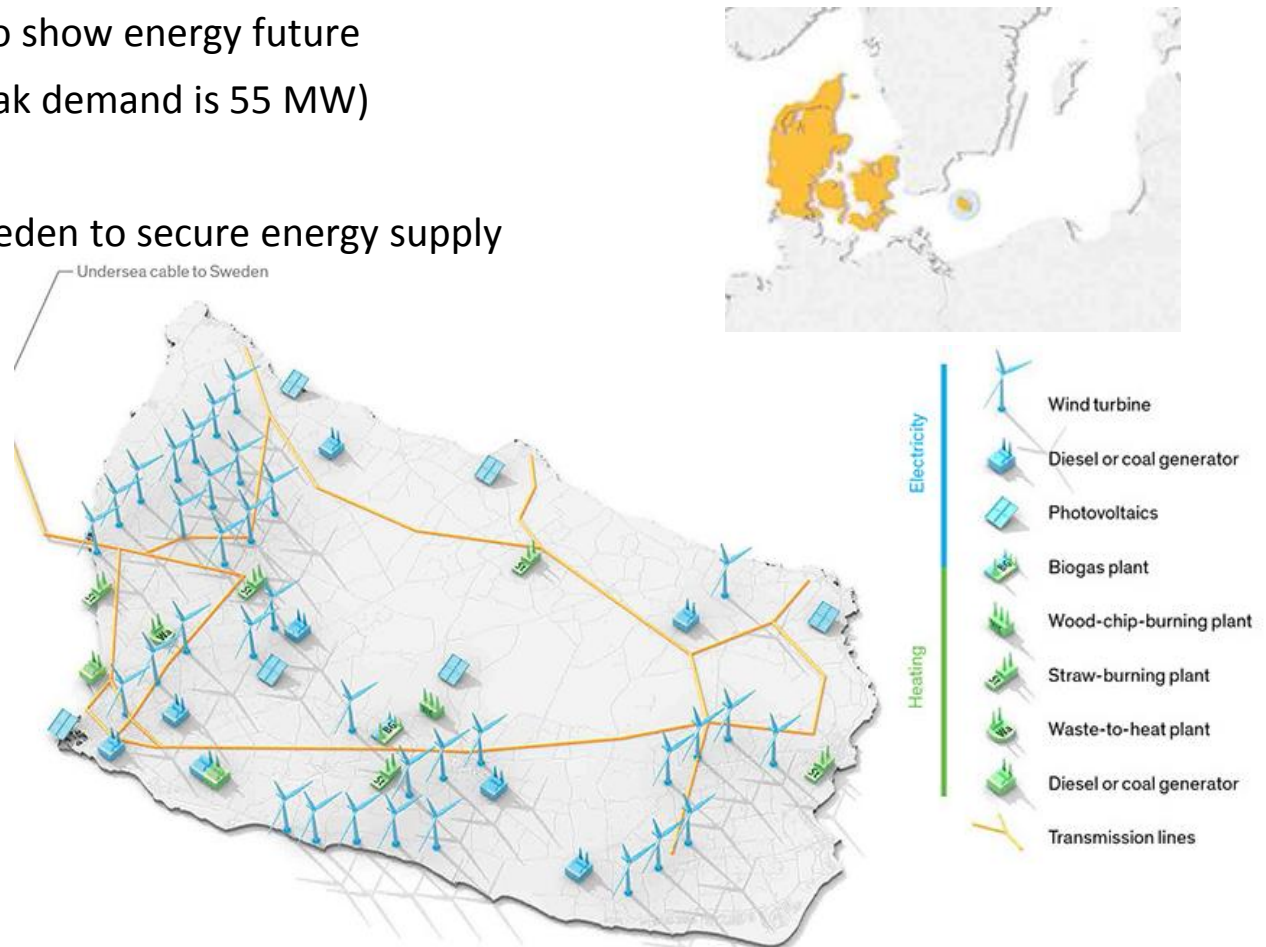 o show energy future
ak demand is 55 MW)
eden to secure energy supply
Undersea cable to Sweden
Electricity
Heating
Wind turbine
Diesel or coal generator
Photovoltaics
Biogas plant
Wood-chip-burning plant
Straw-burning plant
Waste-to-heat plant
Diesel or coal generator
Transmission lines